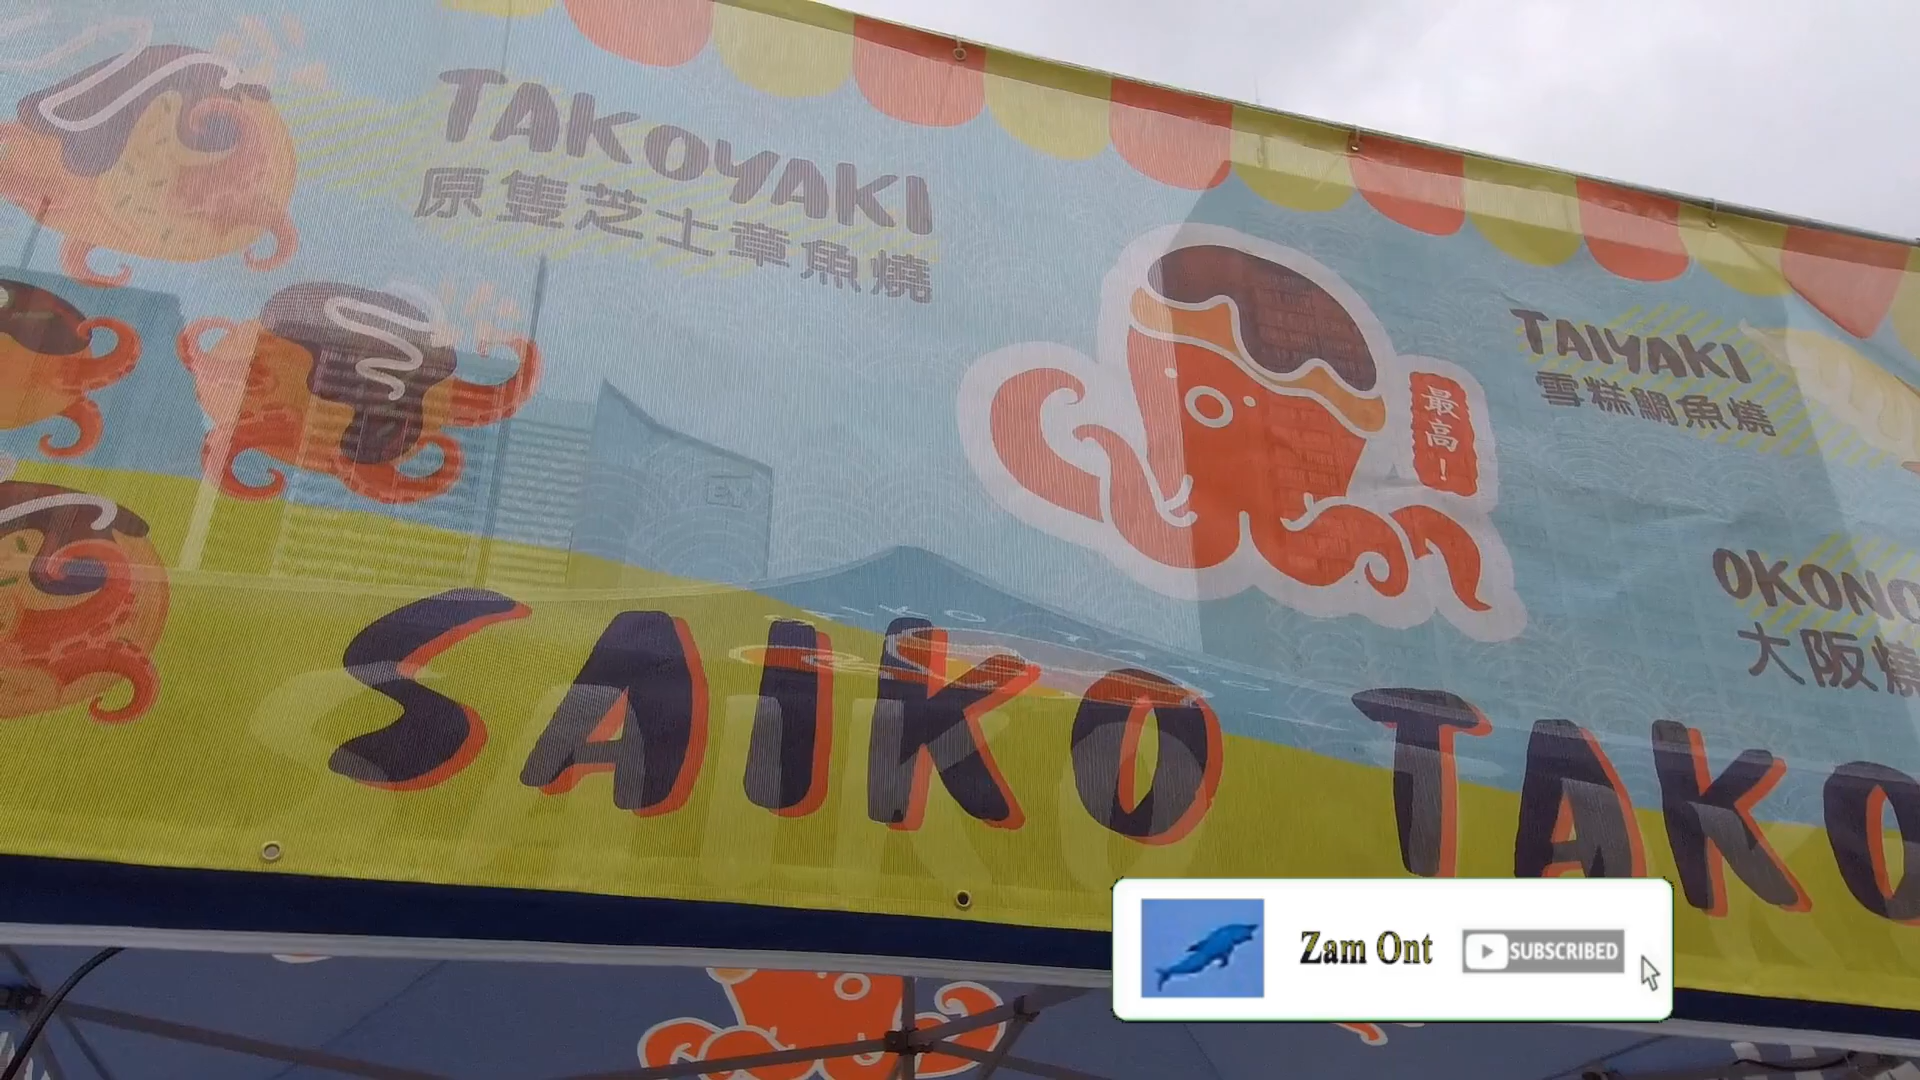 TAKOYAKI
原隻芝士章魚燒
最高！
TAIYAKI
雪糕鯛魚燒
OKONO
大阪燒
EY
SAIKO TAKO
Zam Ont
SUBSCRIBED